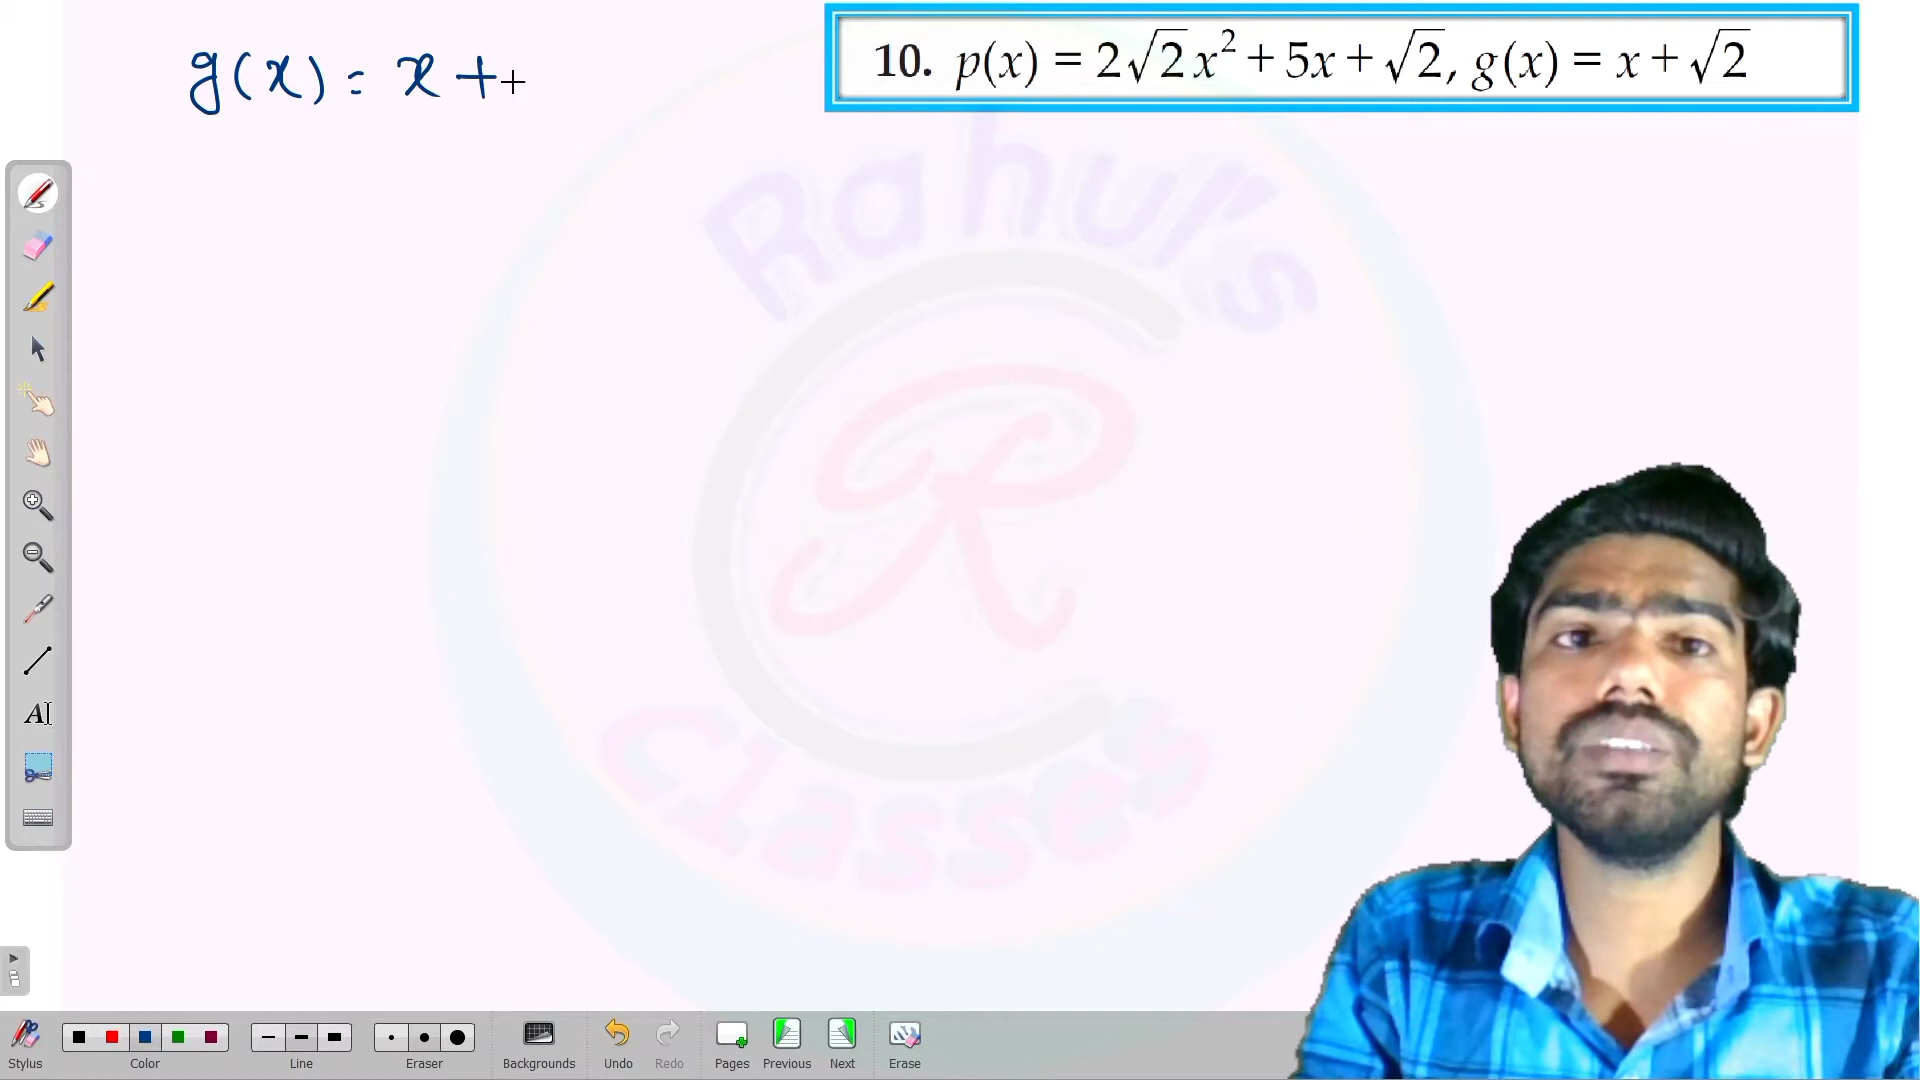 g(x) = x +
10. p(x) = 2√2x² + 5x + √2, g(x) = x + √2
Rahul's
R
Classes
Stylus
Color
Line
Eraser
Backgrounds
Undo
Redo
Pages
Previous
Next
Erase